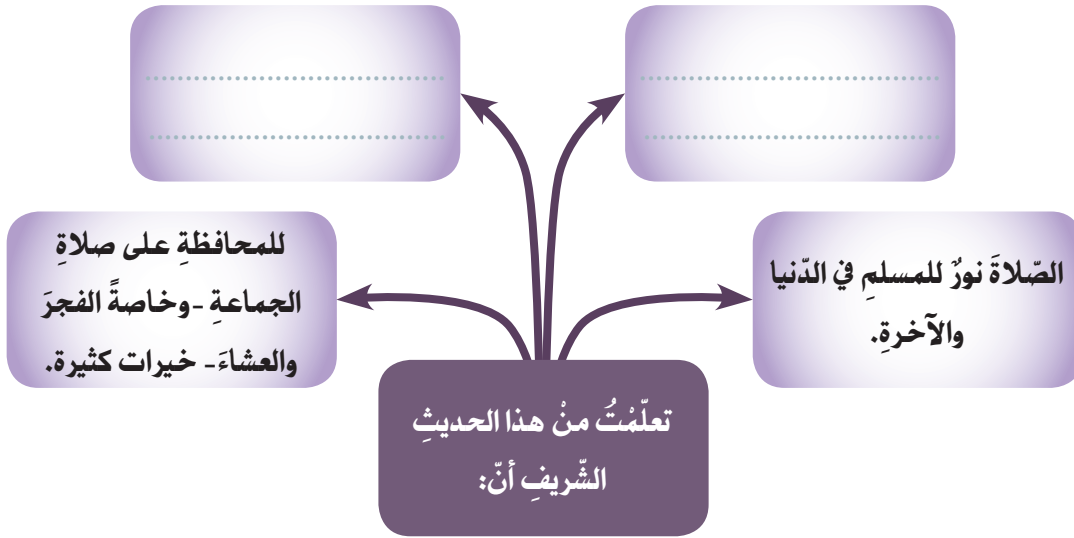 الصّلاةَ نورٌ للمسلمِ في الدّنيا
والآخرةِ.
للمحافظةِ على صلاةِ
الجماعةِ -وخاصةً الفجرَ
والعشاءَ- خيرات كثيرة.
تعلّمْتُ منْ هذا الحديثِ
الشّريفِ أنّ: